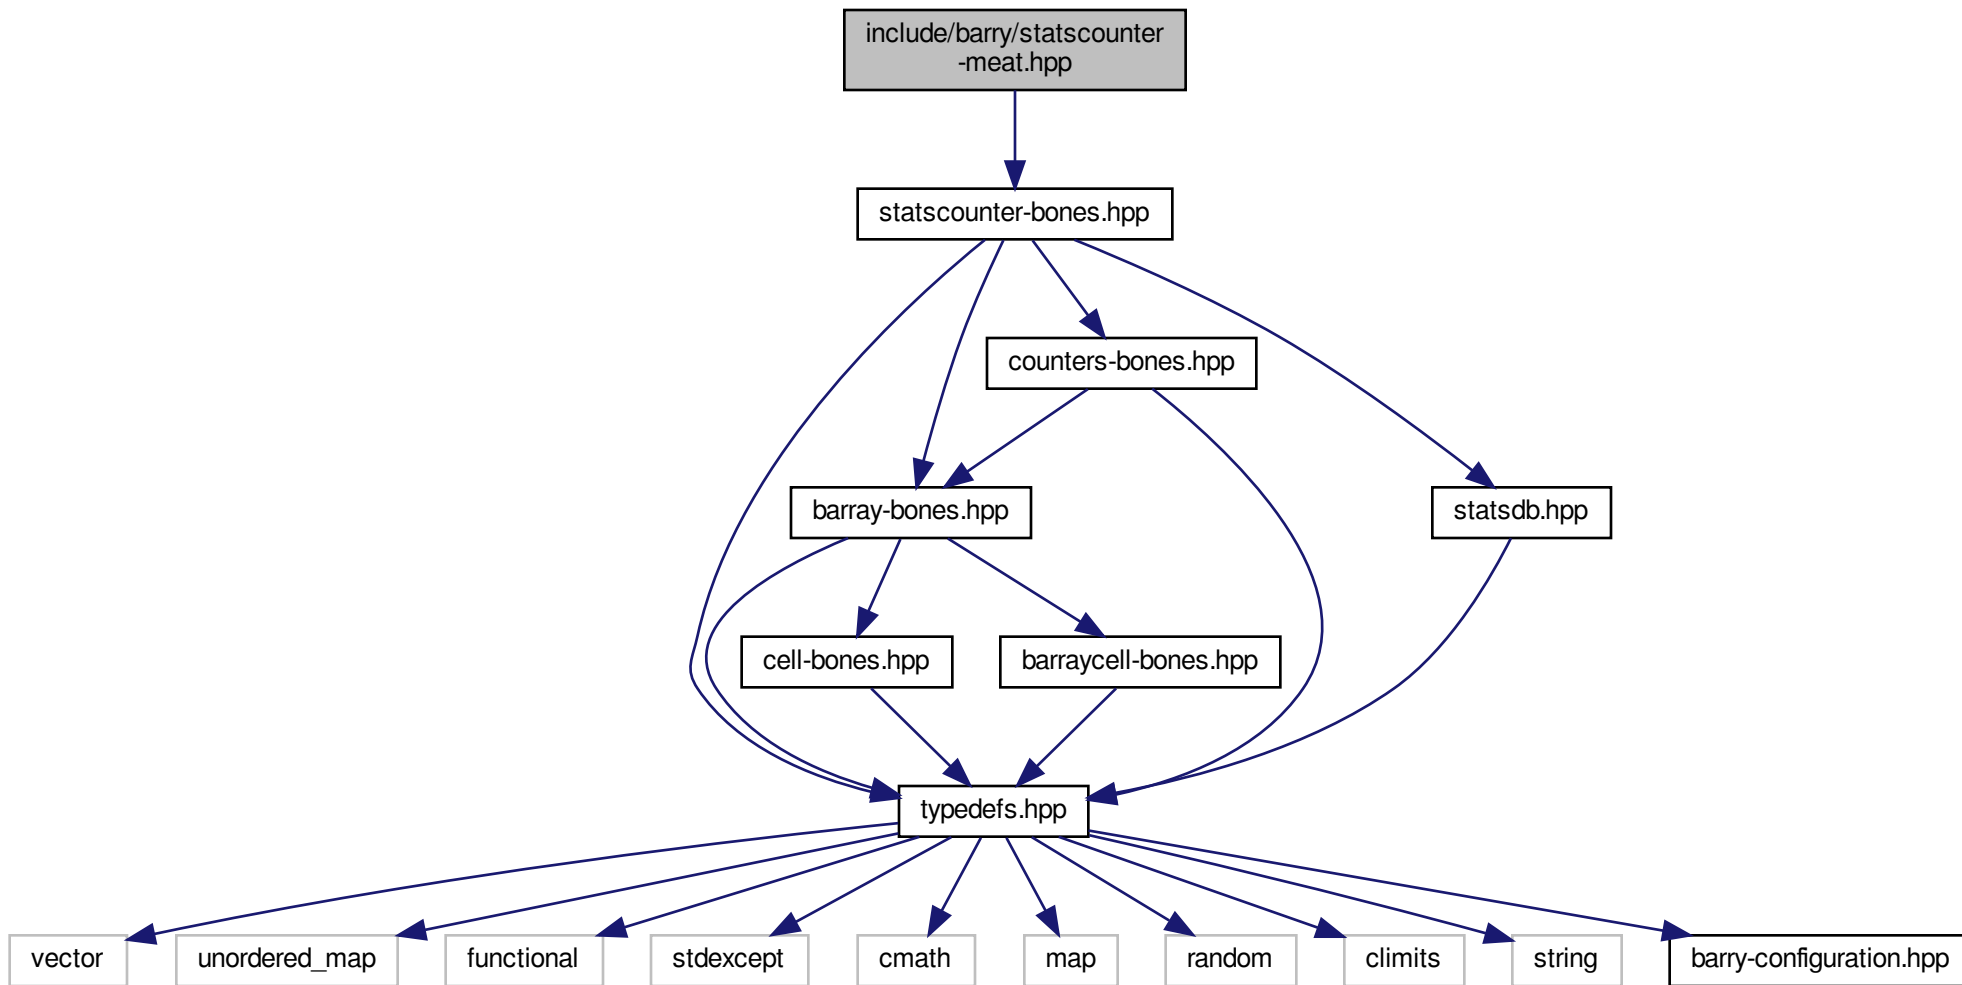 include/barry/statscounter
-meat.hpp
statscounter-bones.hpp
counters-bones.hpp
barray-bones.hpp
statsdb.hpp
cell-bones.hpp
barraycell-bones.hpp
typedefs.hpp
vector
unordered_map
functional
stdexcept
cmath
map
random
climits
string
barry-configuration.hpp